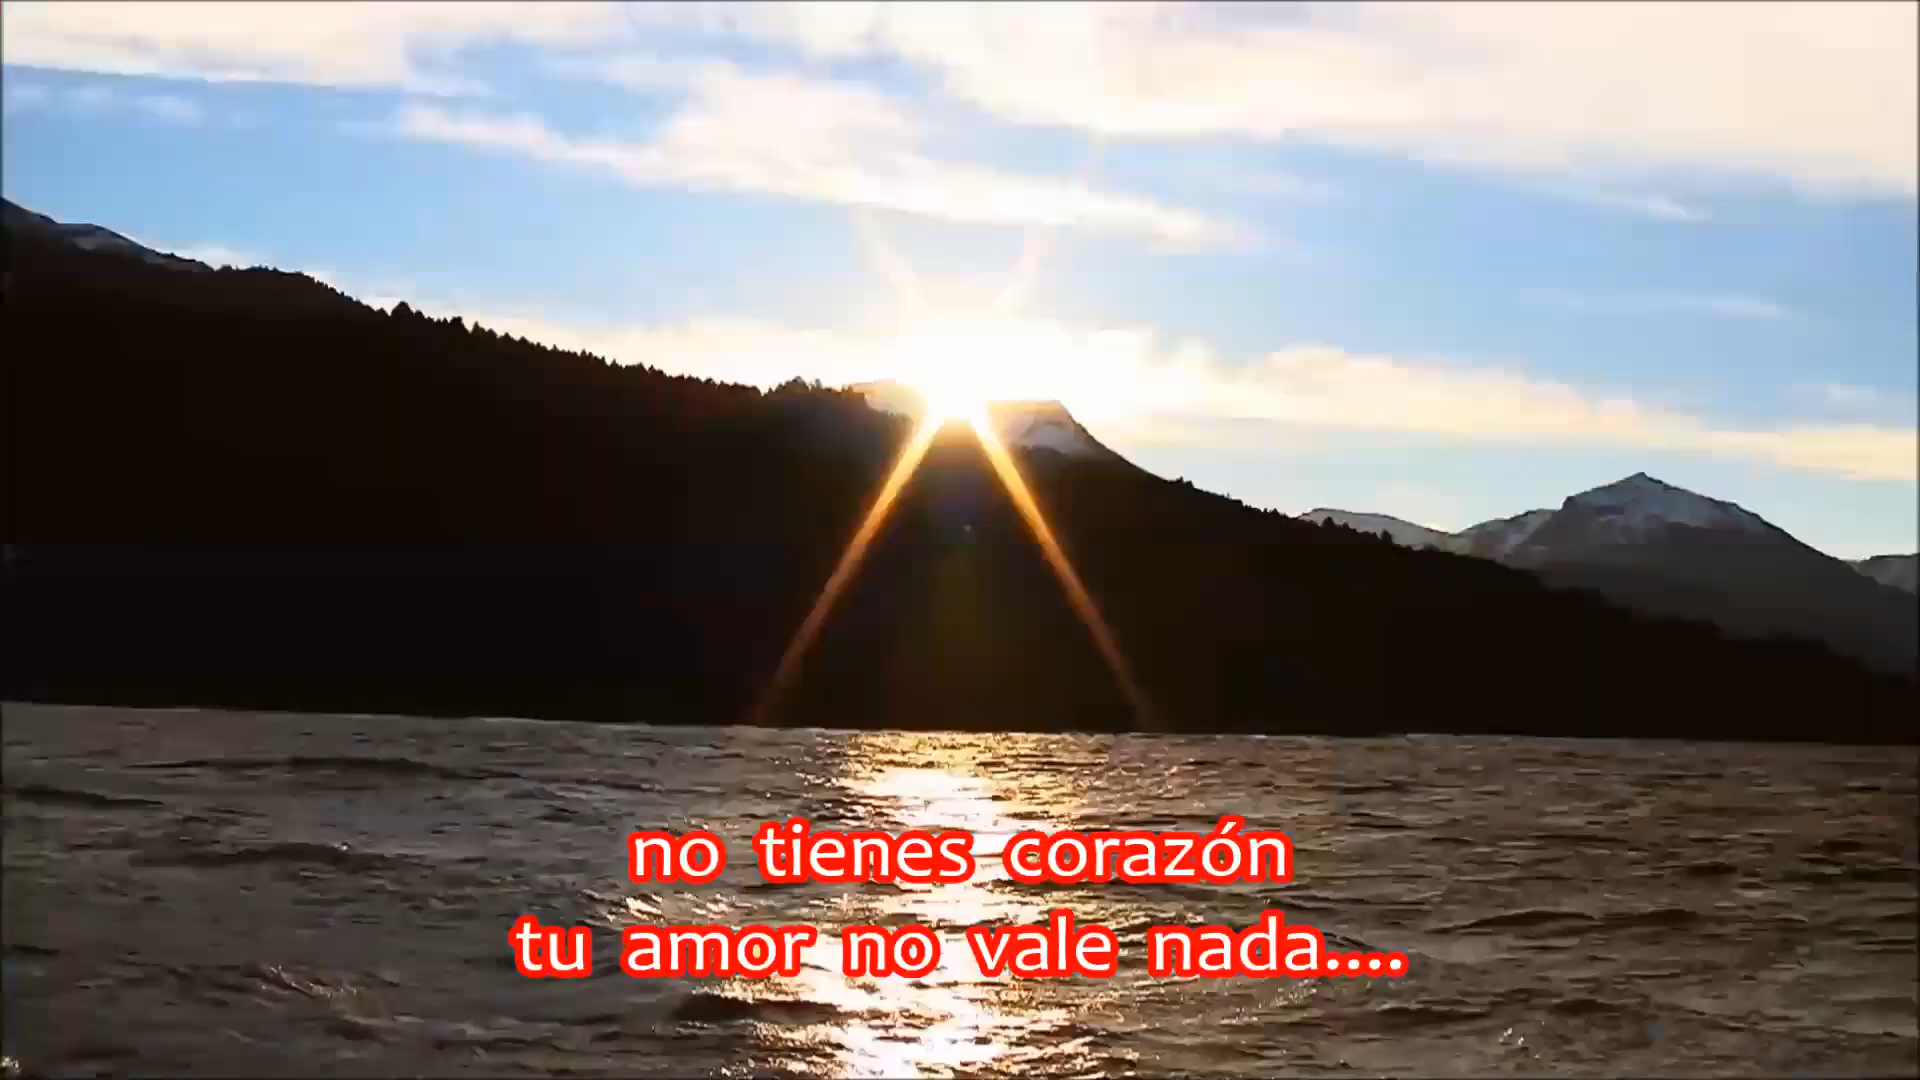 no tienes corazón
tu amor no vale nada....